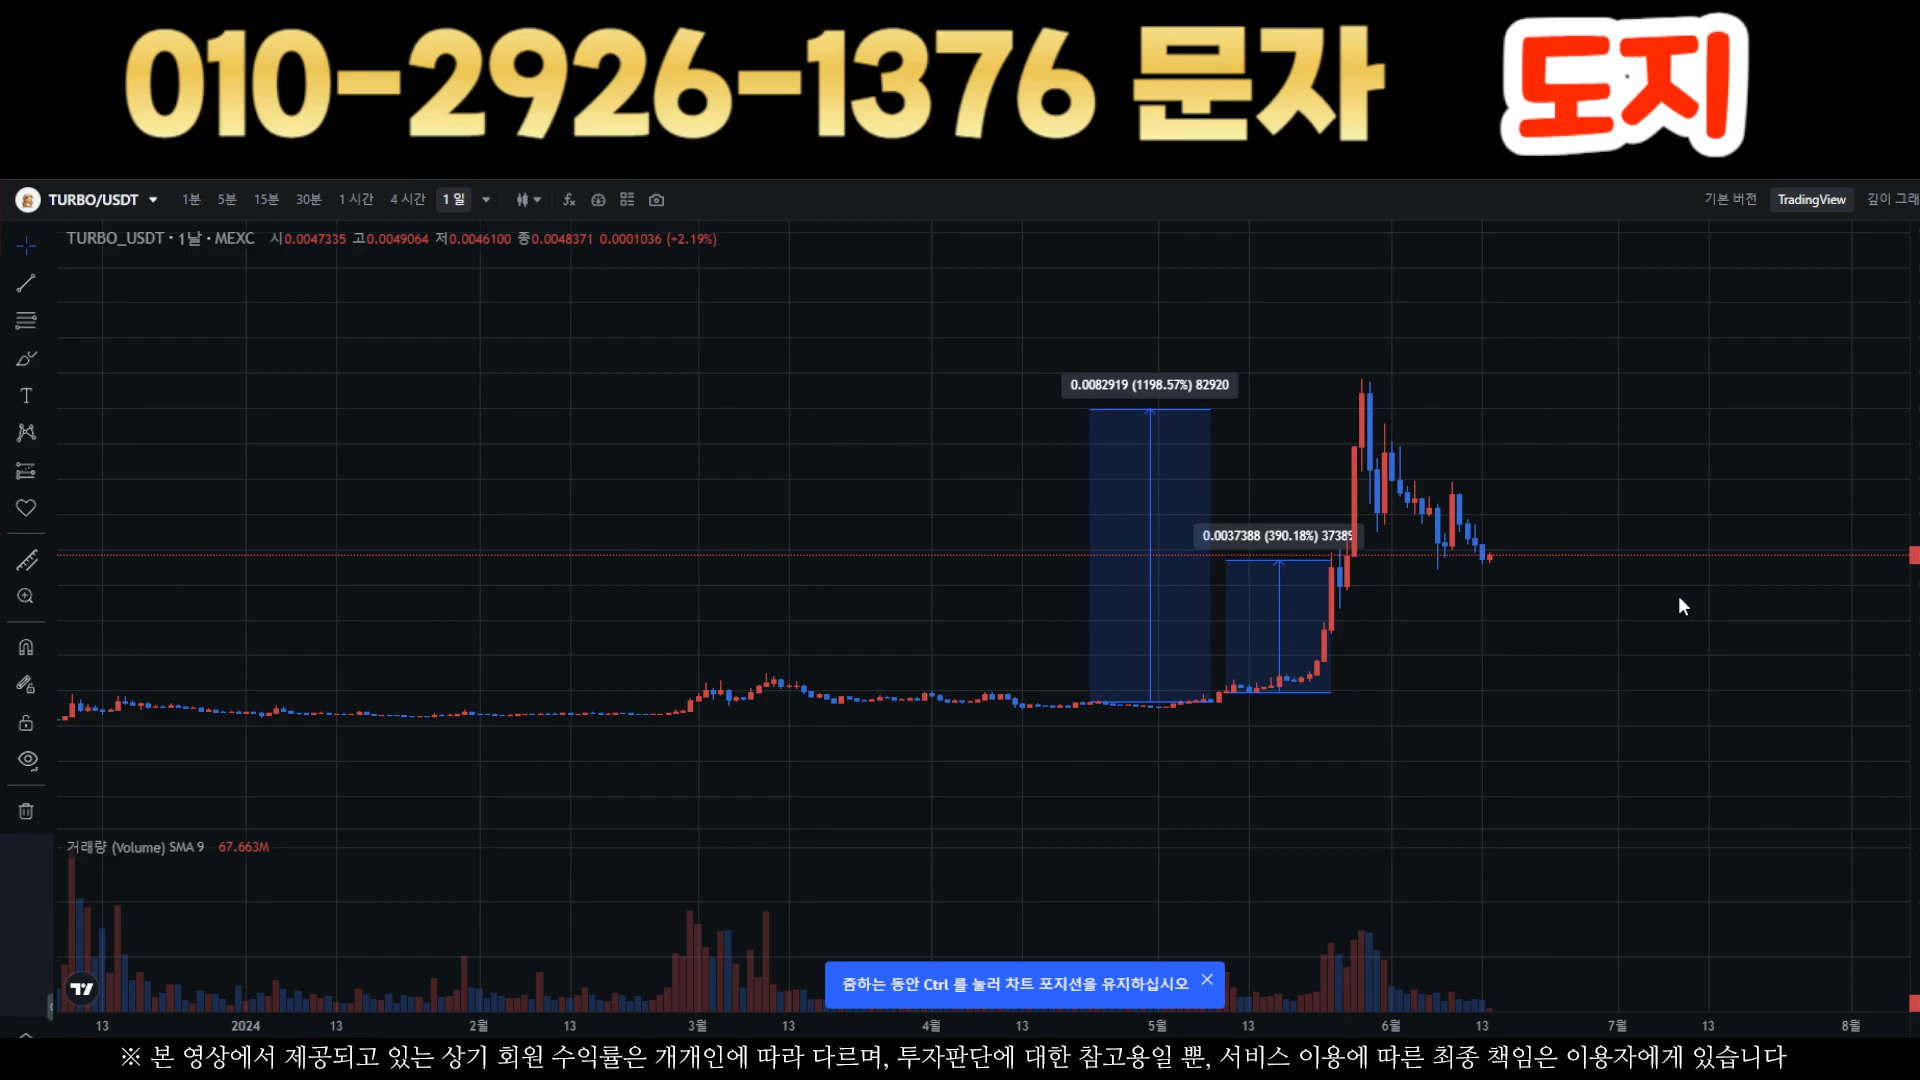 010-2926-1376 문자 도지
TURBO/USDT 1분 5분 15분 30분 1시간 4시간 1일 기본 버전 TradingView 깊이 그래
TURBO_USDT · 1날 · MEXC 시0.0047335 고0.0049064 저0.0046100 종0.0048371 0.0001036 (+2.19%)
0.0082919 (1198.57%) 82920
0.0037388 (390.18%) 37389
거래량 (Volume) SMA 9 67.663M
줌하는 동안 Ctrl 를 눌러 차트 포지션을 유지하십시오
13 2024 13 2월 13 3월 13 4월 13 5월 13 6월 13 7월 13 8월
※ 본 영상에서 제공되고 있는 상기 회원 수익률은 개개인에 따라 다르며, 투자판단에 대한 참고용일 뿐, 서비스 이용에 따른 최종 책임은 이용자에게 있습니다